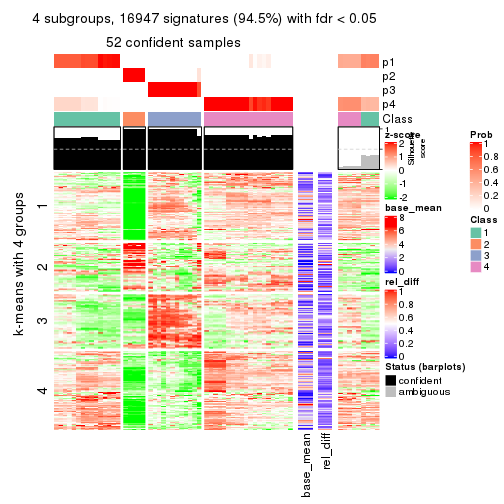 4 subgroups, 16947 signatures (94.5%) with fdr < 0.05
52 confident samples
p1
p2
p3
p4
Class
1
Silhouette
score
k-means with 4 groups
1
2
3
4
base_mean
rel_diff
z-score
2
1
0
-1
-2
base_mean
8
6
4
2
0
rel_diff
1
0.8
0.6
0.4
0.2
0
Status (barplots)
confident
ambiguous
Prob
1
0.8
0.6
0.4
0.2
0
Class
1
2
3
4